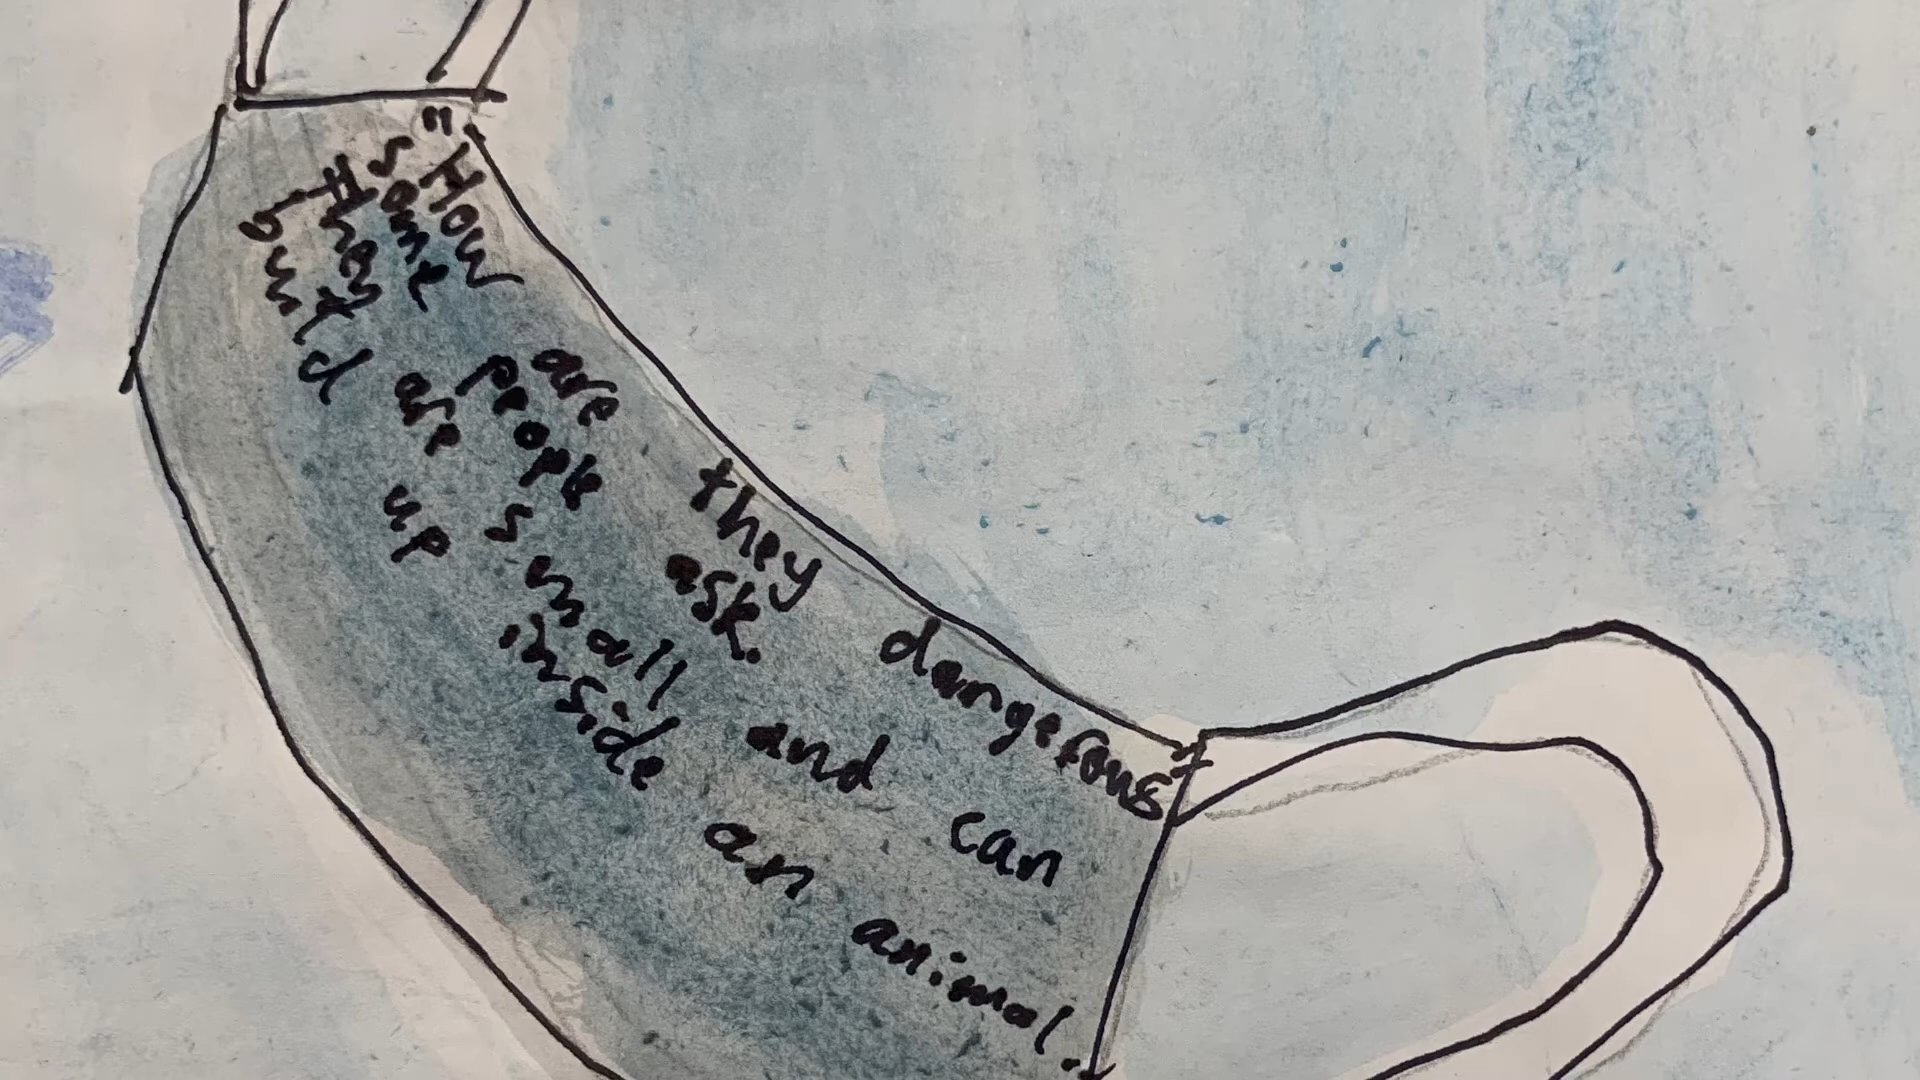 "How are they dangerous"
some people ask.
They are small and can
build up inside an animal.